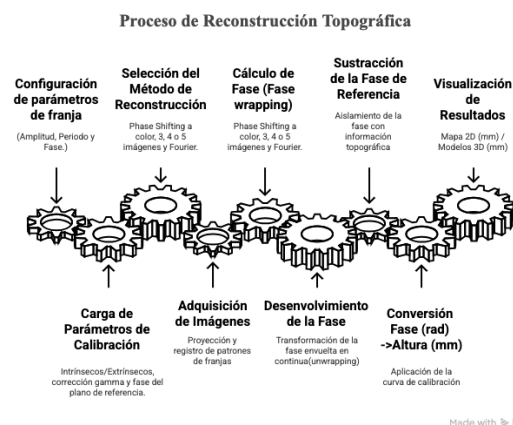 Proceso de Reconstrucción Topográfica
Configuración
de parámetros
de franja
(Amplitud, Periodo y
Fase.)
Selección del
Método de
Reconstrucción
Phase Shifting a
color, 3, 4 o 5
imágenes y Fourier.
Cálculo de
Fase (Fase
wrapping)
Phase Shifting a
color, 3, 4 o 5
imágenes y Fourier.
Sustracción
de la Fase de
Referencia
Aislamiento de la
fase con
información
topográfica
Visualización
de
Resultados
Mapa 2D (mm) /
Modelos 3D (mm)
Carga de
Parámetros de
Calibración
Intrínsecos/Extrínsecos,
corrección gamma y fase del
plano de referencia.
Adquisición
de Imágenes
Proyección y
registro de patrones
de franjas
Desenvolvimiento
de la Fase
Transformación de la
fase envuelta en
continua(unwrapping)
Conversión
Fase (rad)
->Altura (mm)
Aplicación de la
curva de calibración
Made with